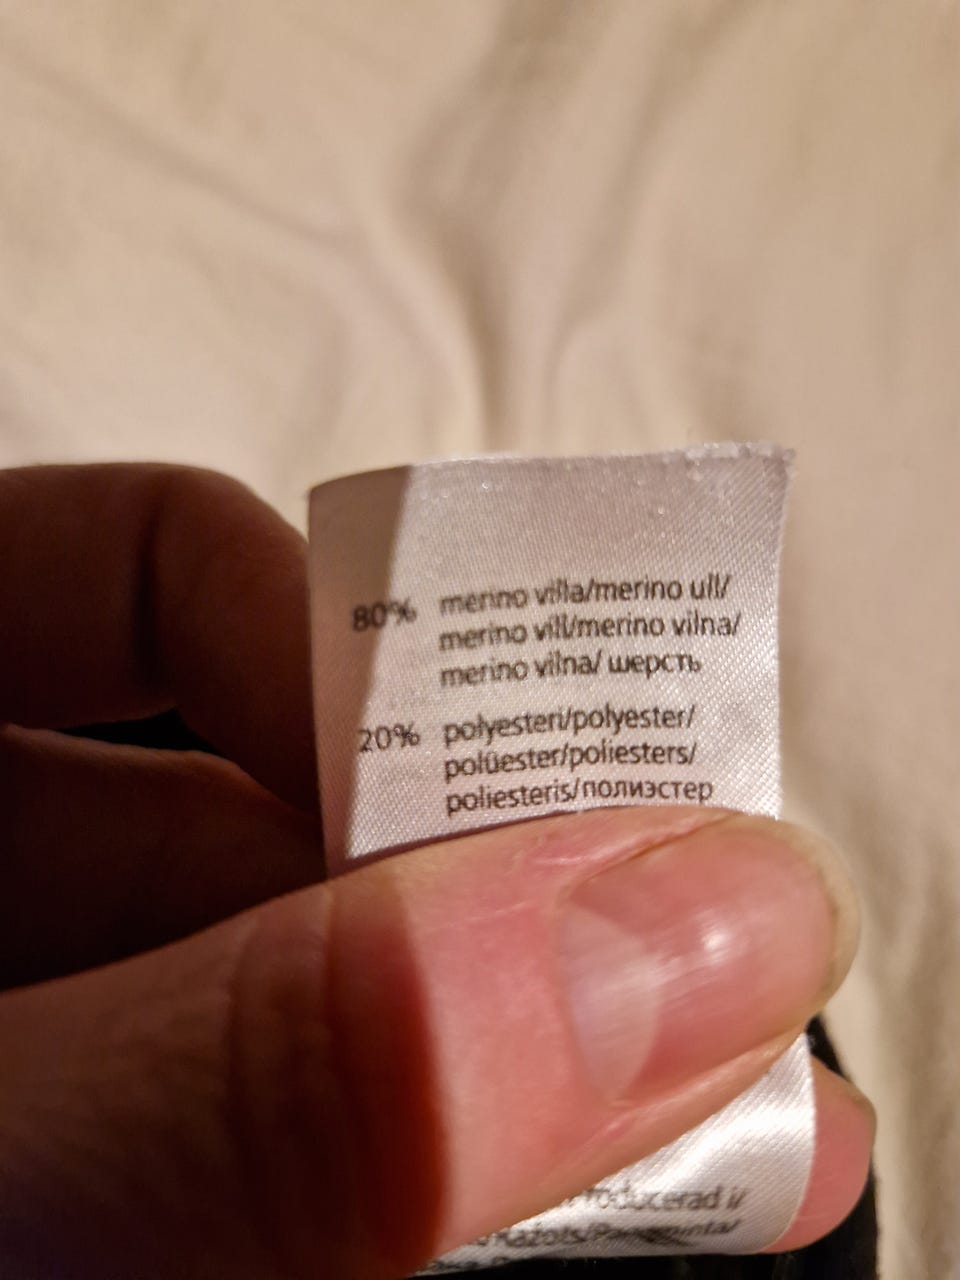 80% merino villa/merino ull/
merino vill/merino vilna/
merino vilna/ шерсть
20% polyesteri/polyester/
polüester/poliesters/
poliesteris/полиэстер
i/